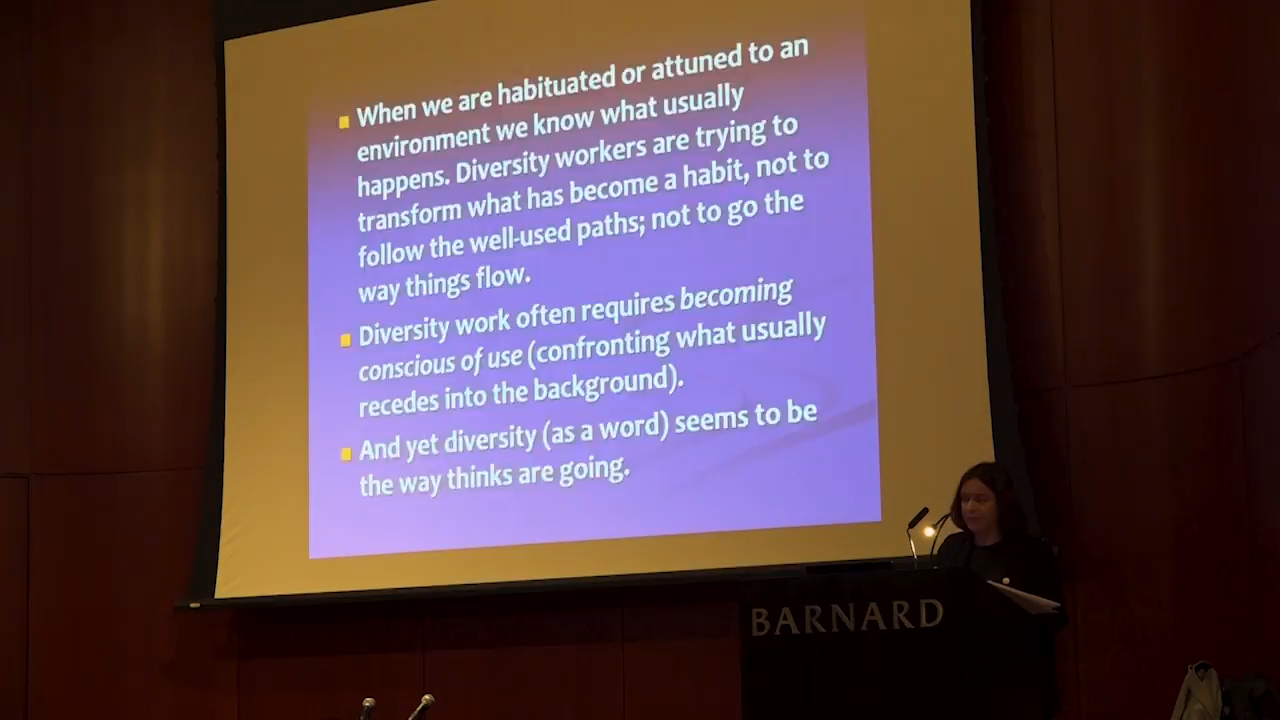 When we are habituated or attuned to an
environment we know what usually
happens. Diversity workers are trying to
transform what has become a habit, not to
follow the well-used paths; not to go the
way things flow.
Diversity work often requires becoming
conscious of use (confronting what usually
recedes into the background).
And yet diversity (as a word) seems to be
the way thinks are going.
BARNARD